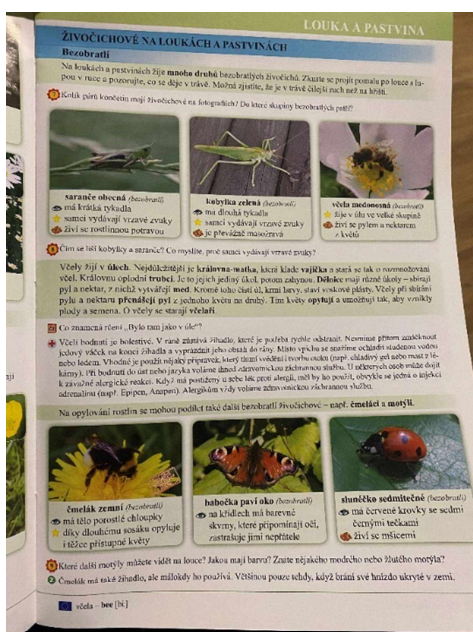 LOUKA A PASTVINA
ŽIVOČICHOVÉ NA LOUKÁCH A PASTVINÁCH
Bezobratlí
Na loukách a pastvinách žije mnoho druhů bezobratlých živočichů. Zkuste se projít pomalu po louce s lu-
pou v ruce a pozorujte, co se děje v trávě. Možná zjistíte, že je v trávě čilejší ruch než na hřišti.
Kolik párů končetin mají živočichové na fotografiích? Do které skupiny bezobratlých patří?
saranče obecná (bezobratlí)
má krátká tykadla
samci vydávají vrzavé zvuky
živí se rostlinnou potravou
kobylka zelená (bezobratlí)
má dlouhá tykadla
samci vydávají vrzavé zvuky
je převážně masožravá
včela medonosná (bezobratlí)
žije v úlu ve velké skupině
živí se pylem a nektarem
z květů
Čím se liší kobylky a saranče? Co myslíte, proč samci vydávají vrzavé zvuky?
Včely žijí v úlech. Nejdůležitější je královna-matka, která klade vajíčka a stará se tak o rozmnožování
včel. Královnu oplodní trubci. Je to jejich jediný úkol, potom zahynou. Dělnice mají různé úkoly – sbírají
pyl a nektar, z nichž vytvářejí med. Kromě toho čistí úl, krmí larvy, staví voskové plásty. Včely při sbírání
pylu a nektaru přenášejí pyl z jednoho květu na druhý. Tím květy opylují a umožňují tak, aby vznikly
plody a semena. O včely se starají včelaři.
Co znamená rčení „Bylo tam jako v úle“?
Včelí bodnutí je bolestivé. V ráně zůstává žihadlo, které je potřeba rychle odstranit. Nesmíme přitom zmáčknout
jedový váček na konci žihadla a vyprázdnit jeho obsah do rány. Místo vpichu se snažíme ochladit studenou vodou
nebo ledem. Vhodné je použít nějaký přípravek, který tlumí svědění i tvorbu otoku (např. chladivý gel nebo mast z lé-
kárny). Při bodnutí do úst nebo jazyka voláme ihned zdravotnickou záchrannou službu. U některých osob může dojít
k závažné alergické reakci. Když má postižený u sebe lék proti alergii, měl by ho použít, obvykle se jedná o injekci
adrenalinu (např. Epipen, Anapen). Alergikům vždy voláme zdravotnickou záchrannou službu.
Na opylování rostlin se mohou podílet také další bezobratlí živočichové – např. čmeláci a motýli.
čmelák zemní (bezobratlí)
má tělo porostlé chloupky
díky dlouhému sosáku opyluje
i těžce přístupné květy
babočka paví oko (bezobratlí)
na křídlech má barevné
skvrny, které připomínají oči,
zastrašuje jimi nepřítele
slunéčko sedmitečné (bezobratlí)
má červené krovky se sedmi
černými tečkami
živí se mšicemi
Které další motýly můžete vidět na louce? Jakou mají barvu? Znáte nějakého modrého nebo žlutého motýla?
2 Čmelák má také žihadlo, ale málokdy ho používá. Většinou pouze tehdy, když brání své hnízdo ukryté v zemi.
včela – bee [bí:]